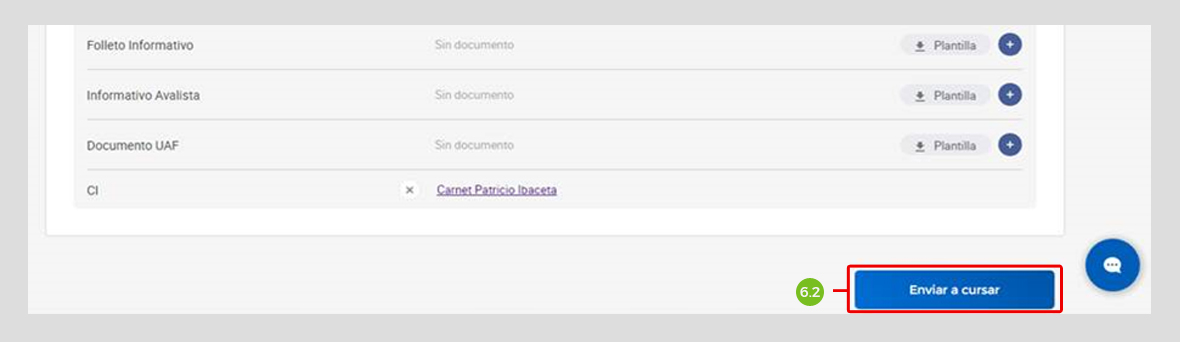 Folleto Informativo Sin documento Plantilla
Informativo Avalista Sin documento Plantilla
Documento UAF Sin documento Plantilla
CI Carnet Patricio Ibaceta
6.2 Enviar a cursar